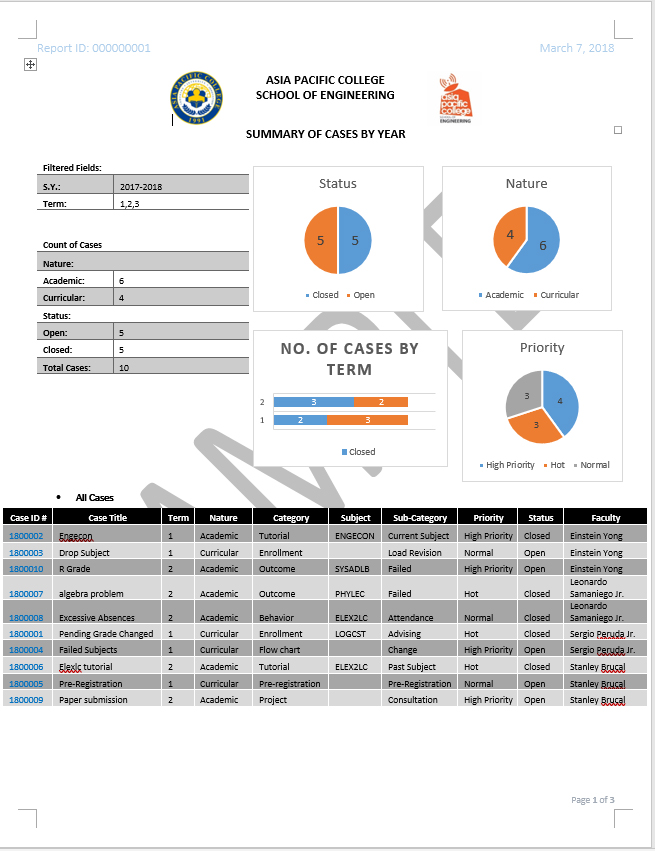 Report ID: 000000001
March 7, 2018
ASIA PACIFIC COLLEGE
1991
asia
pacific
college
ENGINEERING
ASIA PACIFIC COLLEGE
SCHOOL OF ENGINEERING
SUMMARY OF CASES BY YEAR
Filtered Fields:
S.Y.: 2017-2018
Term: 1,2,3
Count of Cases
Nature:
Academic: 6
Curricular: 4
Status:
Open: 5
Closed: 5
Total Cases: 10
Status
5 5
Closed Open
Nature
4 6
Academic Curricular
NO. OF CASES BY
TERM
2 3 2
1 2 3
Closed
Priority
3 4
3
High Priority Hot Normal
• All Cases
Case ID # Case Title Term Nature Category Subject Sub-Category Priority Status Faculty
1800002 Engecon 1 Academic Tutorial ENGECON Current Subject High Priority Closed Einstein Yong
1800003 Drop Subject 1 Curricular Enrollment Load Revision Normal Open Einstein Yong
1800010 R Grade 2 Academic Outcome SYSADLB Failed High Priority Open Einstein Yong
1800007 algebra problem 2 Academic Outcome PHYLEC Failed Hot Closed Leonardo
Samaniego Jr.
1800008 Excessive Absences 2 Academic Behavior ELEX2LC Attendance Normal Closed Leonardo
Samaniego Jr.
1800001 Pending Grade Changed 1 Curricular Enrollment LOGCST Advising Hot Closed Sergio Peruda Jr.
1800004 Failed Subjects 1 Curricular Flow chart Change High Priority Open Sergio Peruda Jr.
1800006 Elexlc tutorial 2 Academic Tutorial ELEX2LC Past Subject Hot Closed Stanley Brucal
1800005 Pre-Registration 1 Curricular Pre-registration Pre-Registration Normal Open Stanley Brucal
1800009 Paper submission 2 Academic Project Consultation High Priority Open Stanley Brucal
Page 1 of 3